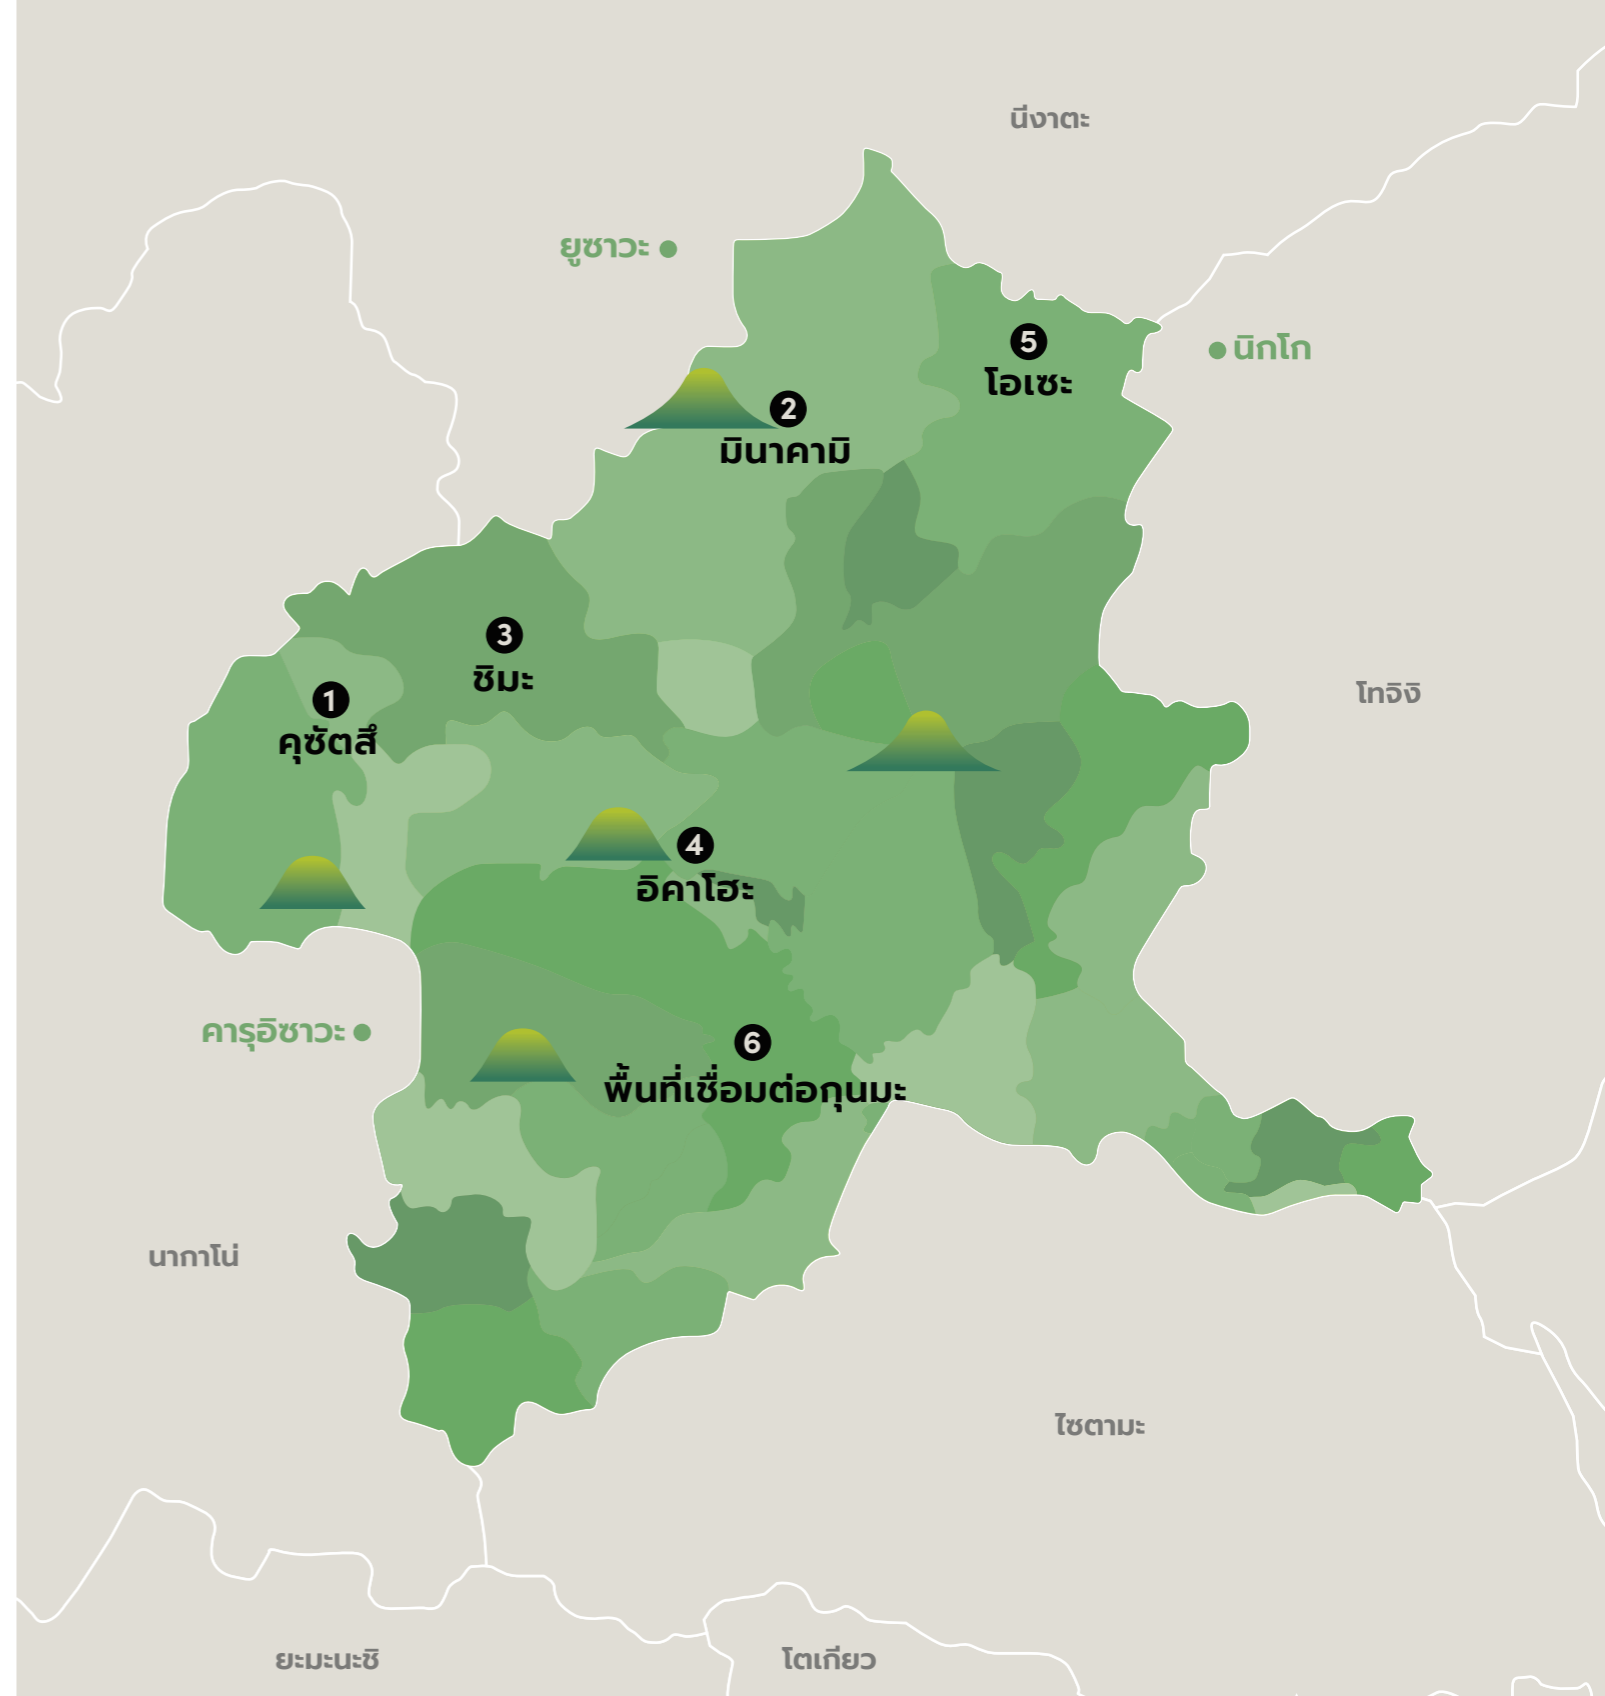 นีงาตะ
ยูซาวะ
5
โอเซะ
นิกโก
2
มินาคามิ
3
ชิมะ
1
คุซัตสึ
โทจิงิ
4
อิคาโฮะ
คารุอิซาวะ
6
พื้นที่เชื่อมต่อกุนมะ
นากาโน่
ไซตามะ
ยะมะนะชิ
โตเกียว